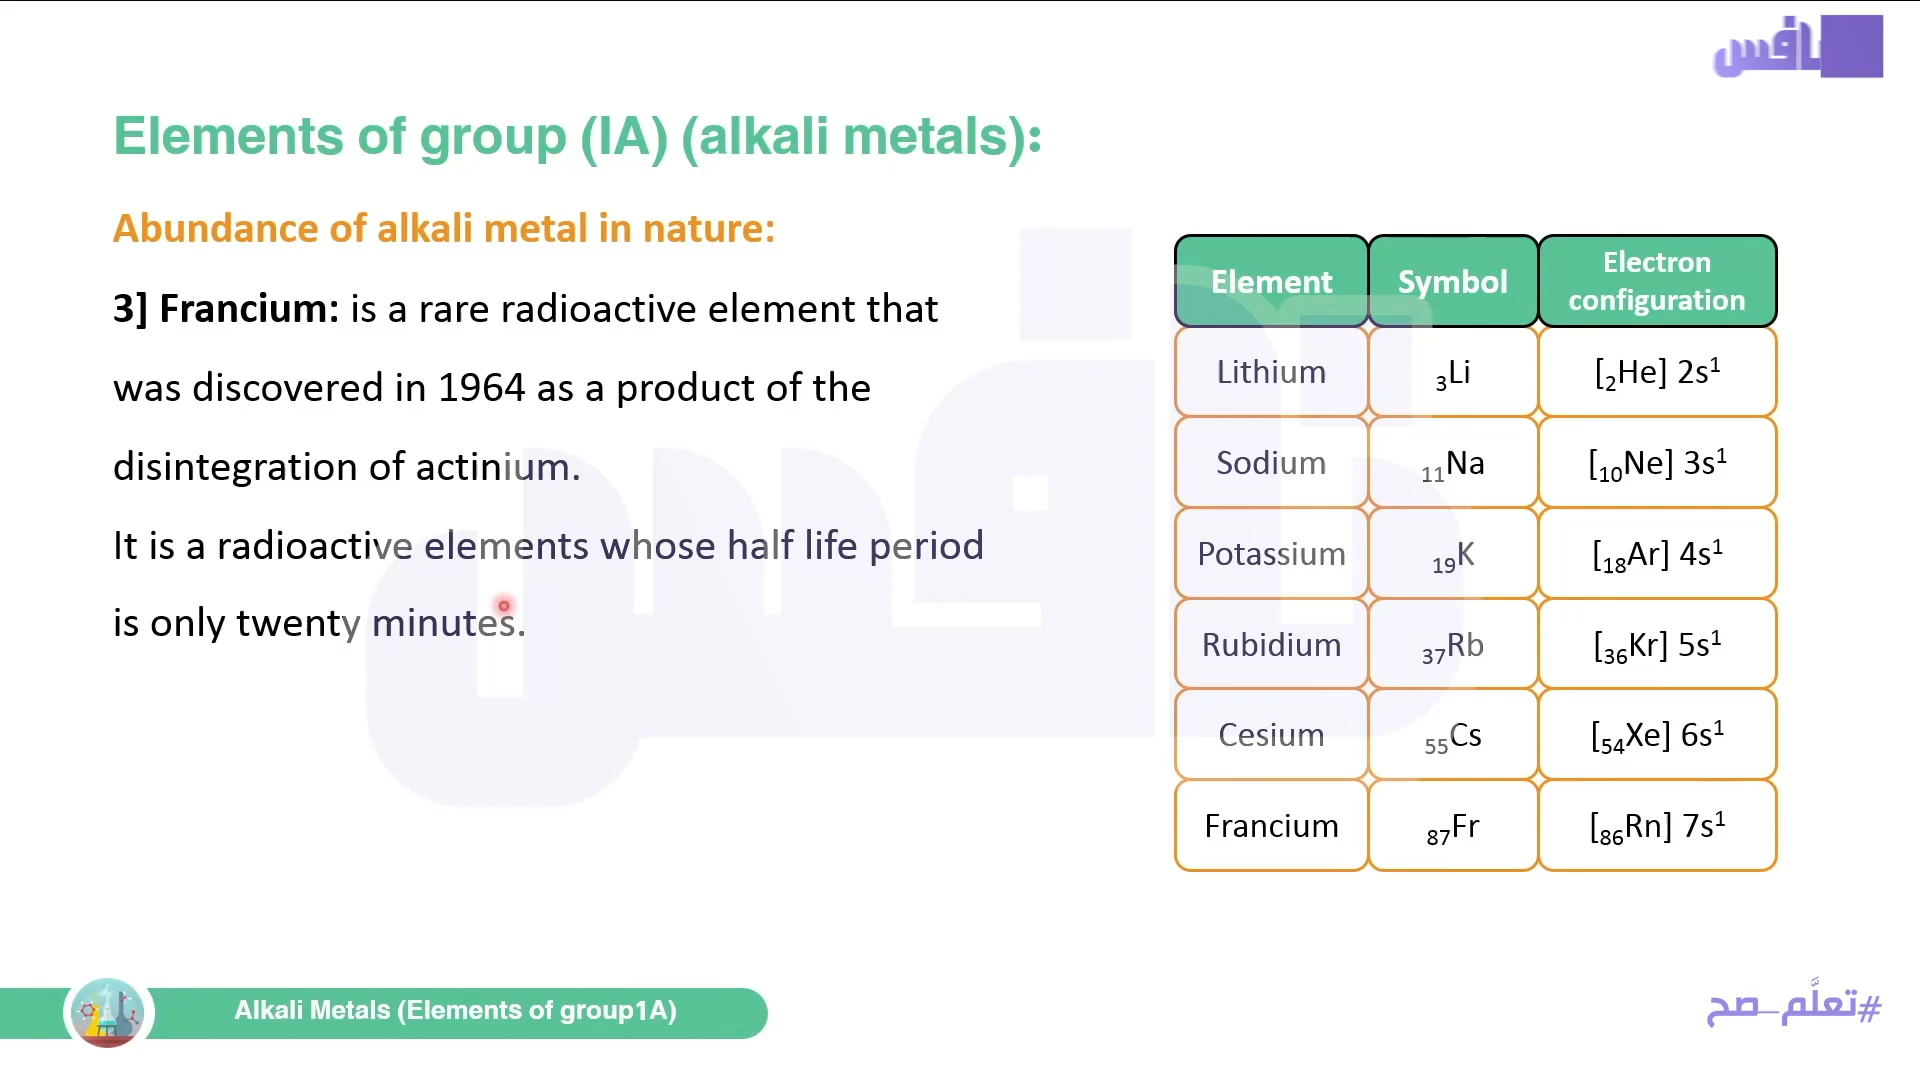 نافس
Elements of group (IA) (alkali metals):
Abundance of alkali metal in nature:
3] Francium: is a rare radioactive element that
was discovered in 1964 as a product of the
disintegration of actinium.
It is a radioactive elements whose half life period
is only twenty minutes.
Element Symbol Electron configuration
Lithium ₃Li [₂He] 2s¹
Sodium ₁₁Na [₁₀Ne] 3s¹
Potassium ₁₉K [₁₈Ar] 4s¹
Rubidium ₃₇Rb [₃₆Kr] 5s¹
Cesium ₅₅Cs [₅₄Xe] 6s¹
Francium ₈₇Fr [₈₆Rn] 7s¹
Alkali Metals (Elements of group1A)
#تعلَّم_صح